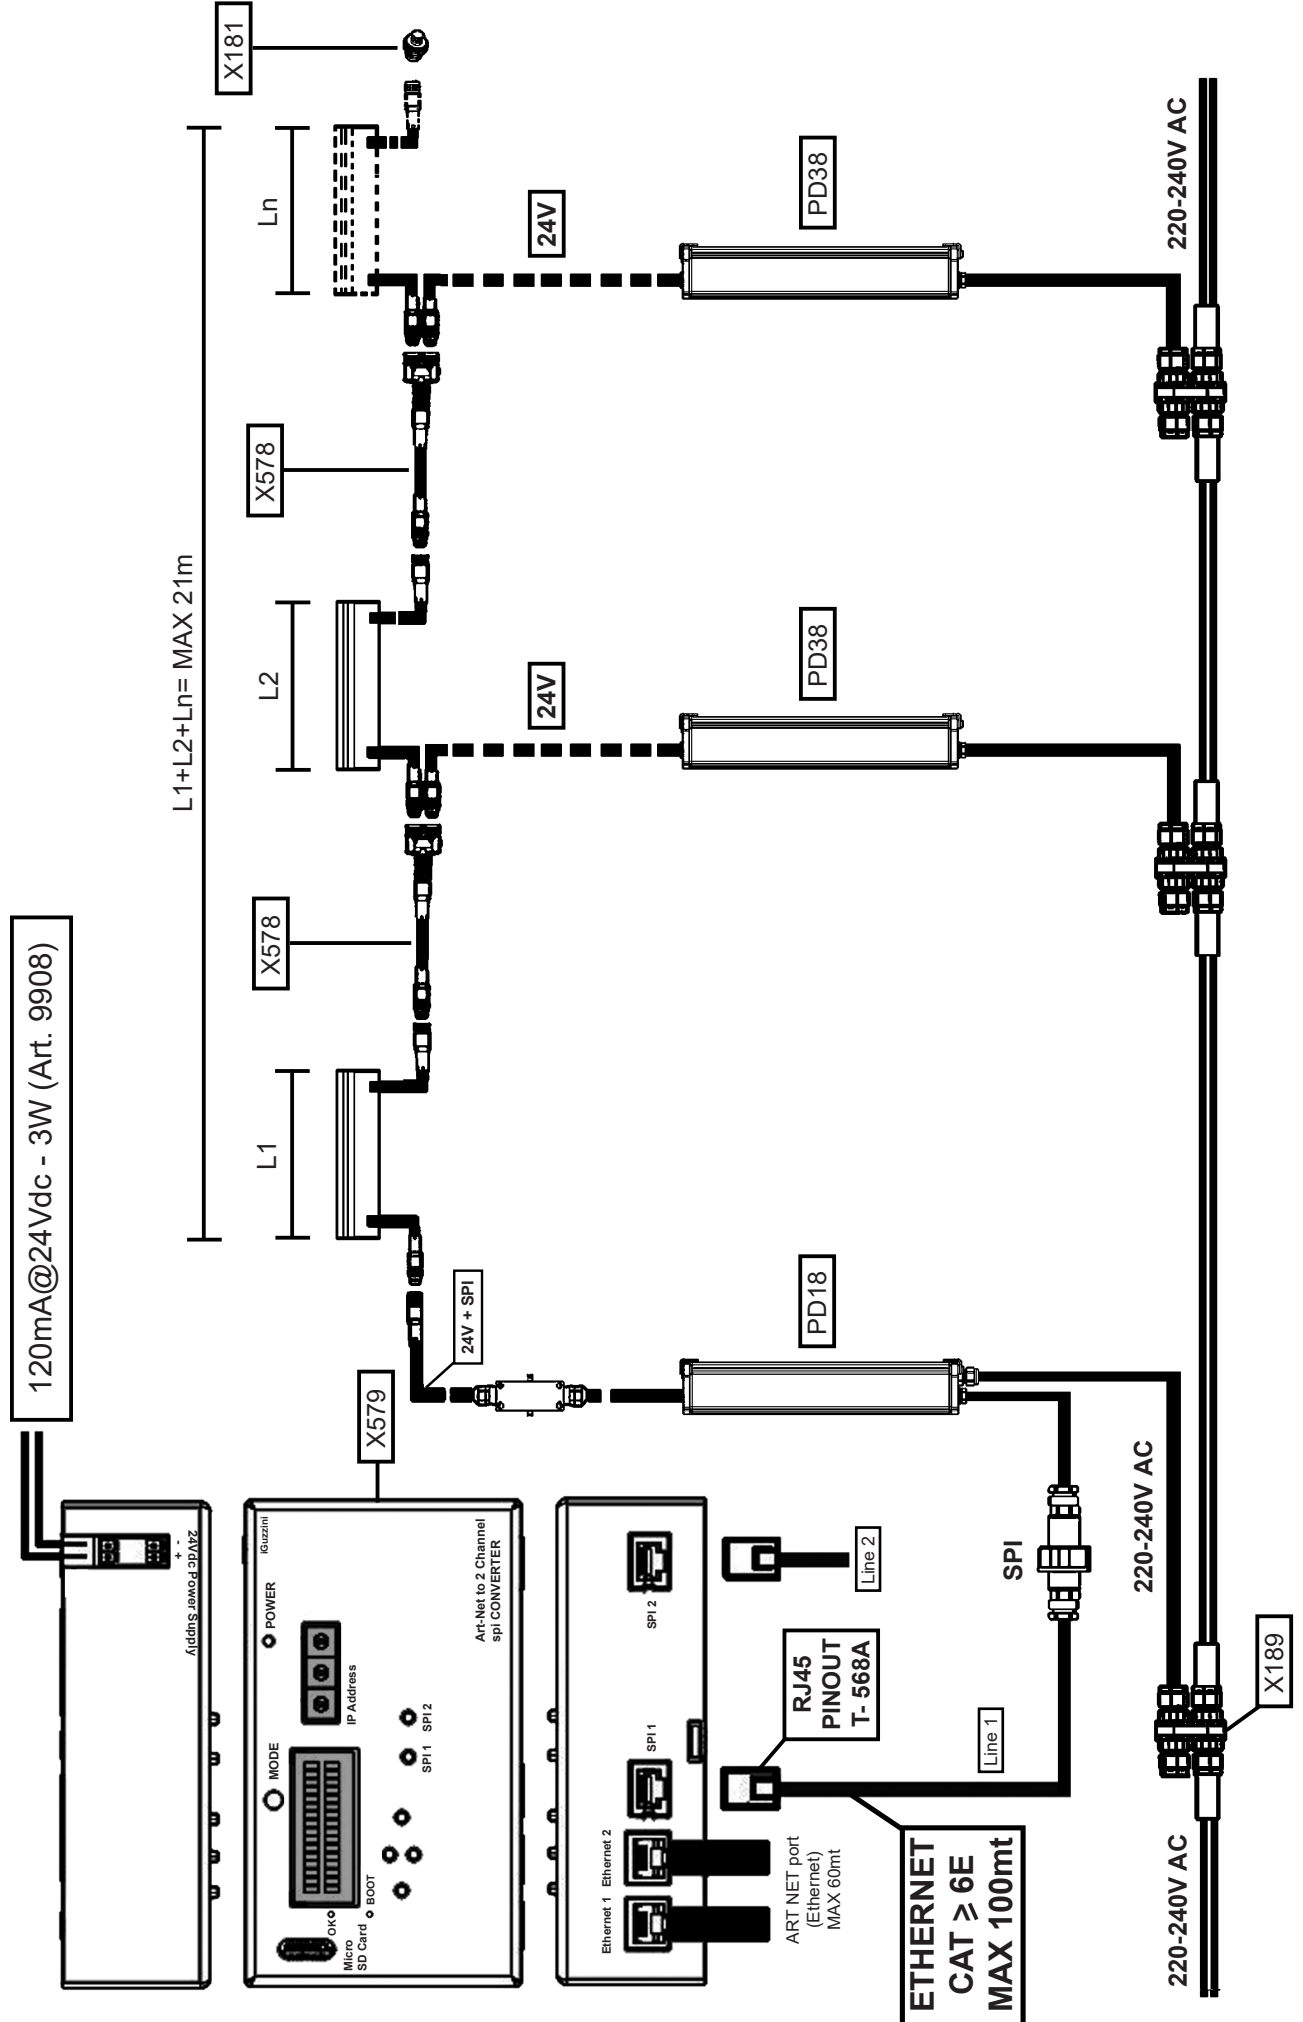 120mA@24Vdc - 3W (Art. 9908)
24Vdc Power Supply
+ -
X579
iGuzzini
POWER
MODE
IP Address
Art-Net to 2 Channel
spi CONVERTER
SPI 1
SPI 2
OK
BOOT
Micro
SD Card
Ethernet 1
Ethernet 2
SPI 1
SPI 2
ART NET port
(Ethernet)
MAX 60mt
RJ45
PINOUT
T- 568A
Line 1
Line 2
ETHERNET
CAT ⩾ 6E
MAX 100mt
L1+L2+Ln= MAX 21m
L1
L2
Ln
X578
X578
X181
24V + SPI
24V
24V
PD18
PD38
PD38
SPI
220-240V AC
220-240V AC
220-240V AC
X189